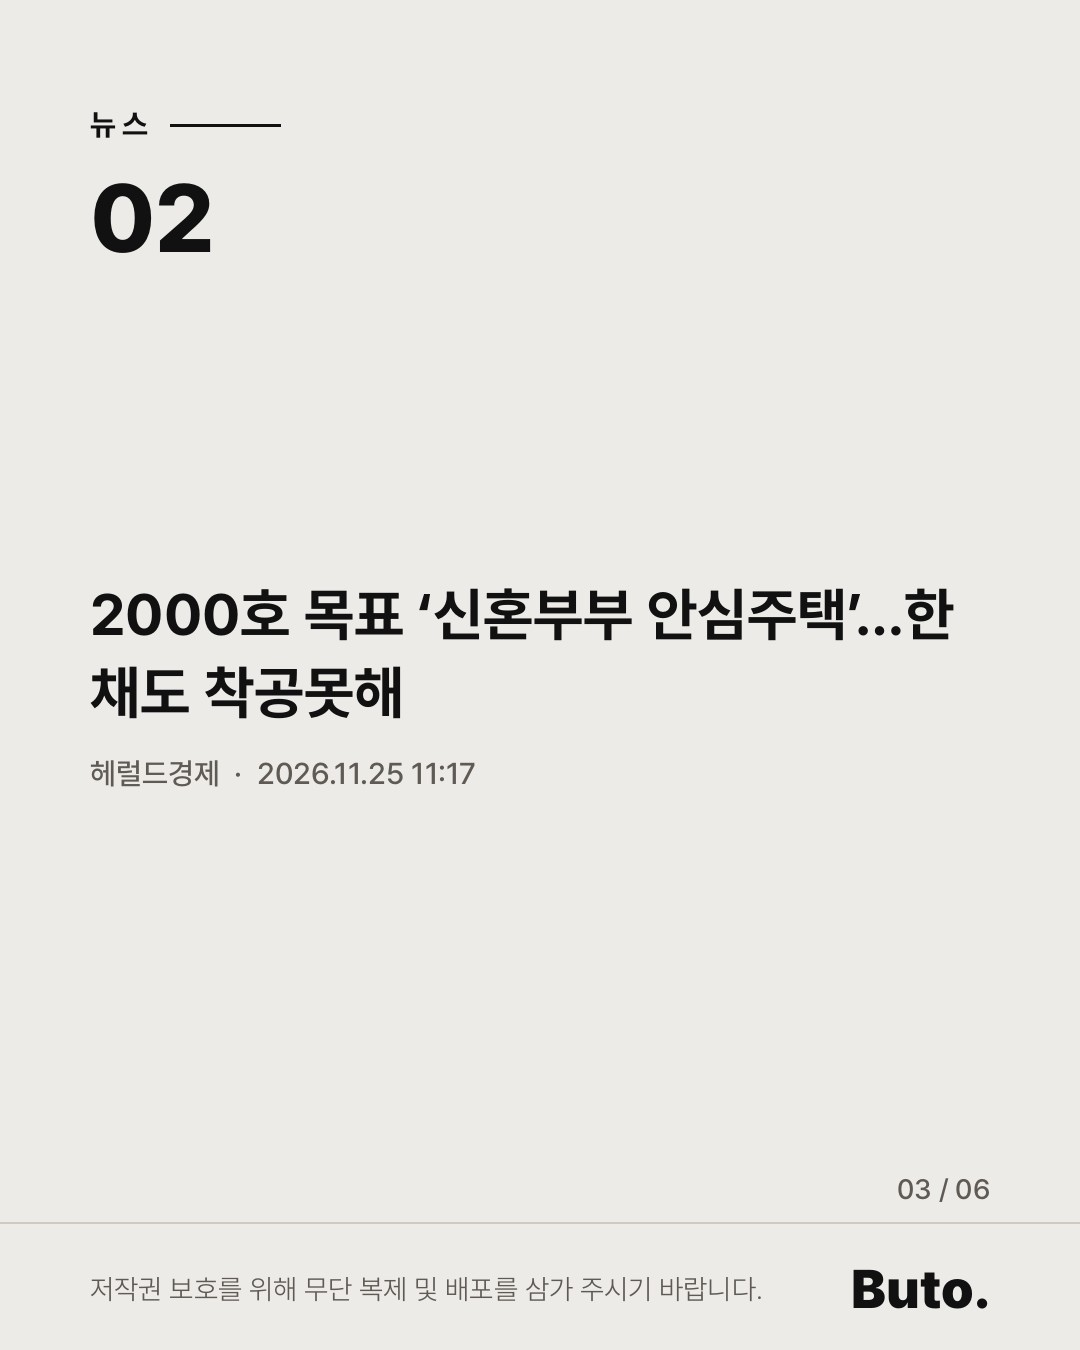 뉴스
02
2000호 목표 ‘신혼부부 안심주택’...한
채도 착공못해
헤럴드경제 · 2026.11.25 11:17
03 / 06
저작권 보호를 위해 무단 복제 및 배포를 삼가 주시기 바랍니다.
Buto.